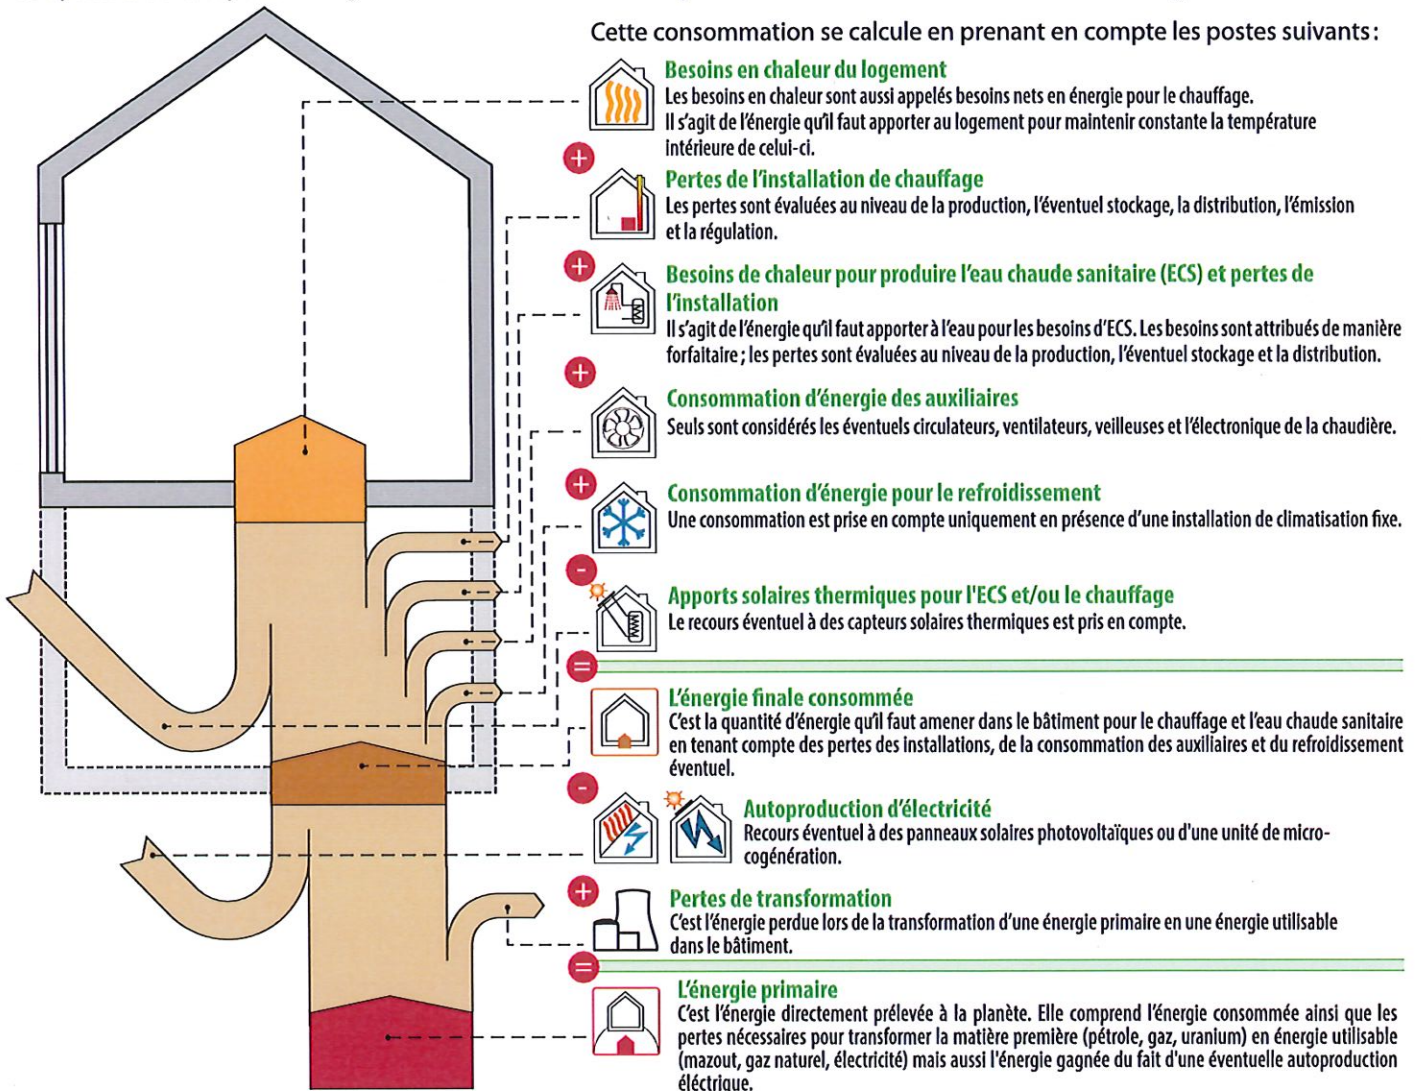 Cette consommation se calcule en prenant en compte les postes suivants :
Besoins en chaleur du logement
Les besoins en chaleur sont aussi appelés besoins nets en énergie pour le chauffage.
Il s'agit de l'énergie qu'il faut apporter au logement pour maintenir constante la température
intérieure de celui-ci.
+
Pertes de l'installation de chauffage
Les pertes sont évaluées au niveau de la production, l'éventuel stockage, la distribution, l'émission
et la régulation.
+
Besoins de chaleur pour produire l'eau chaude sanitaire (ECS) et pertes de
l'installation
Il s'agit de l'énergie qu'il faut apporter à l'eau pour les besoins d'ECS. Les besoins sont attribués de manière
forfaitaire ; les pertes sont évaluées au niveau de la production, l'éventuel stockage et la distribution.
+
Consommation d'énergie des auxiliaires
Seuls sont considérés les éventuels circulateurs, ventilateurs, veilleuses et l'électronique de la chaudière.
+
Consommation d'énergie pour le refroidissement
Une consommation est prise en compte uniquement en présence d'une installation de climatisation fixe.
-
Apports solaires thermiques pour l'ECS et/ou le chauffage
Le recours éventuel à des capteurs solaires thermiques est pris en compte.
=
L'énergie finale consommée
C'est la quantité d'énergie qu'il faut amener dans le bâtiment pour le chauffage et l'eau chaude sanitaire
en tenant compte des pertes des installations, de la consommation des auxiliaires et du refroidissement
éventuel.
-
Autoproduction d'électricité
Recours éventuel à des panneaux solaires photovoltaïques ou d'une unité de micro-
cogénération.
+
Pertes de transformation
C'est l'énergie perdue lors de la transformation d'une énergie primaire en une énergie utilisable
dans le bâtiment.
=
L'énergie primaire
C'est l'énergie directement prélevée à la planète. Elle comprend l'énergie consommée ainsi que les
pertes nécessaires pour transformer la matière première (pétrole, gaz, uranium) en énergie utilisable
(mazout, gaz naturel, électricité) mais aussi l'énergie gagnée du fait d'une éventuelle autoproduction
éléctrique.